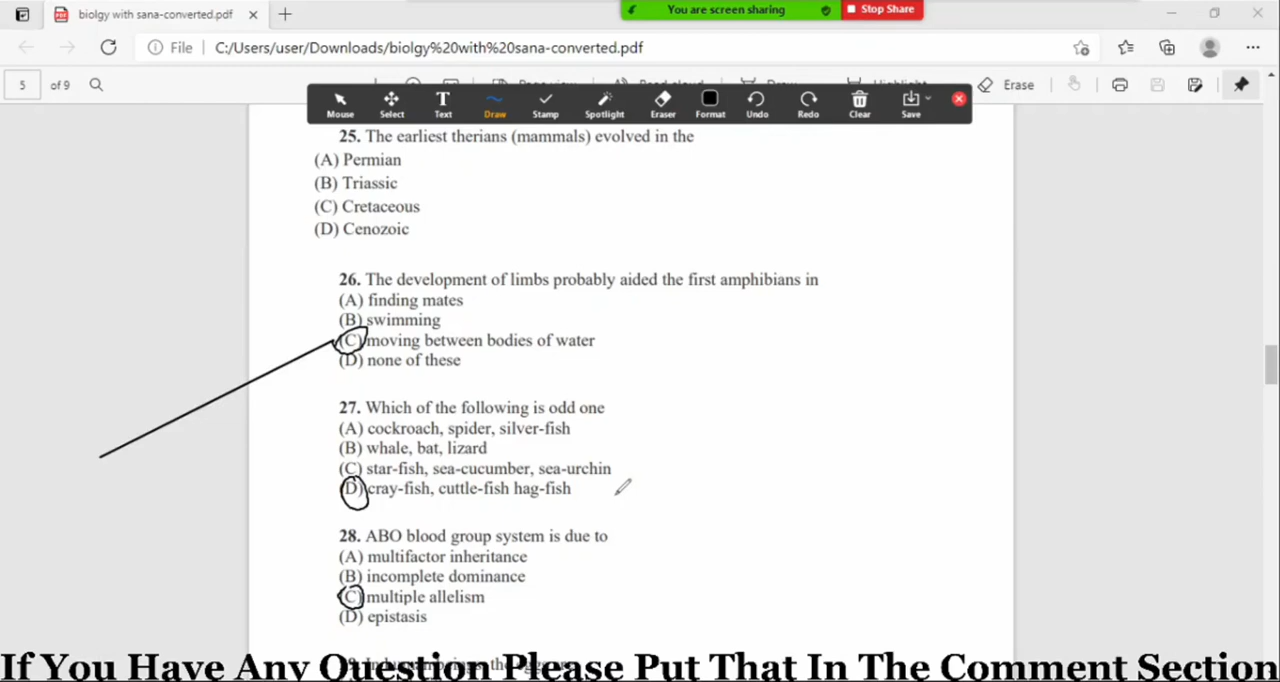 biolgy with sana-converted.pdf
You are screen sharing
Stop Share
File
C:/Users/user/Downloads/biolgy%20with%20sana-converted.pdf
5 of 9
Erase
Mouse Select Text Draw Stamp Spotlight Eraser Format Undo Redo Clear Save
25. The earliest therians (mammals) evolved in the
(A) Permian
(B) Triassic
(C) Cretaceous
(D) Cenozoic
26. The development of limbs probably aided the first amphibians in
(A) finding mates
(B) swimming
(C) moving between bodies of water
(D) none of these
27. Which of the following is odd one
(A) cockroach, spider, silver-fish
(B) whale, bat, lizard
(C) star-fish, sea-cucumber, sea-urchin
(D) cray-fish, cuttle-fish hag-fish
28. ABO blood group system is due to
(A) multifactor inheritance
(B) incomplete dominance
(C) multiple allelism
(D) epistasis
If You Have Any Question Please Put That In The Comment Section